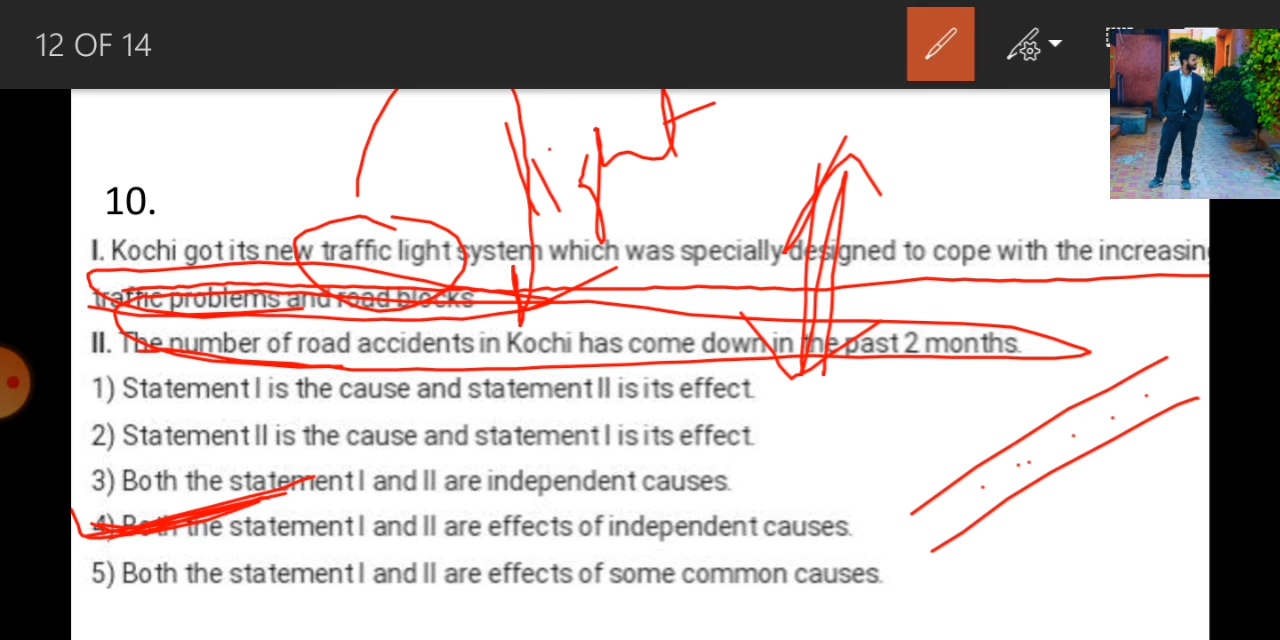 12 OF 14
10.
I. Kochi got its new traffic light system which was specially designed to cope with the increasin
traffic problems and road blocks
II. The number of road accidents in Kochi has come down in the past 2 months.
1) Statement I is the cause and statement II is its effect.
2) Statement II is the cause and statement I is its effect.
3) Both the statement I and II are independent causes.
4) Both the statement I and II are effects of independent causes.
5) Both the statement I and II are effects of some common causes.